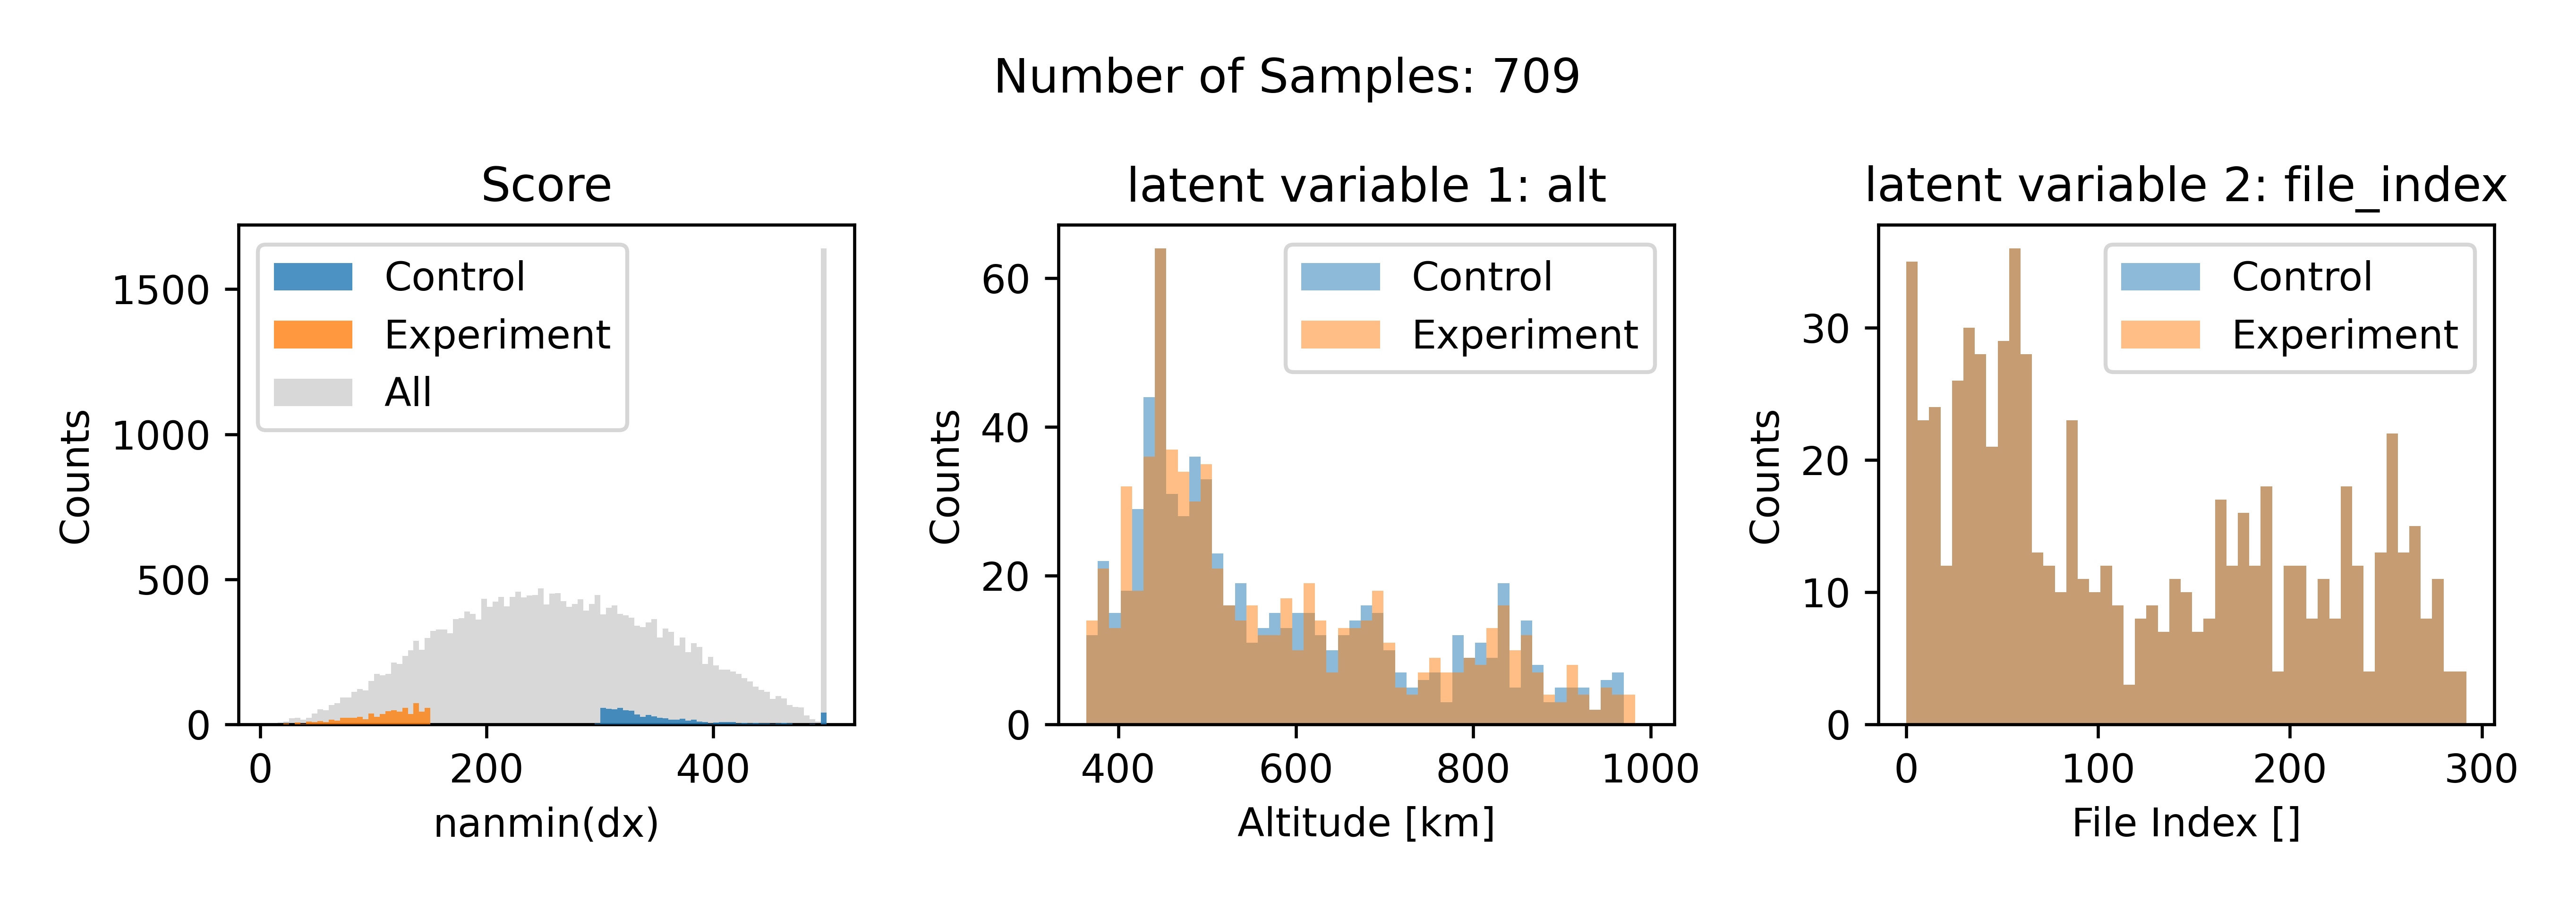 Number of Samples: 709
Score
Control
Experiment
All
Counts
0
500
1000
1500
0
200
400
nanmin(dx)
latent variable 1: alt
Control
Experiment
Counts
0
20
40
60
400
600
800
1000
Altitude [km]
latent variable 2: file_index
Control
Experiment
Counts
0
10
20
30
0
100
200
300
File Index []